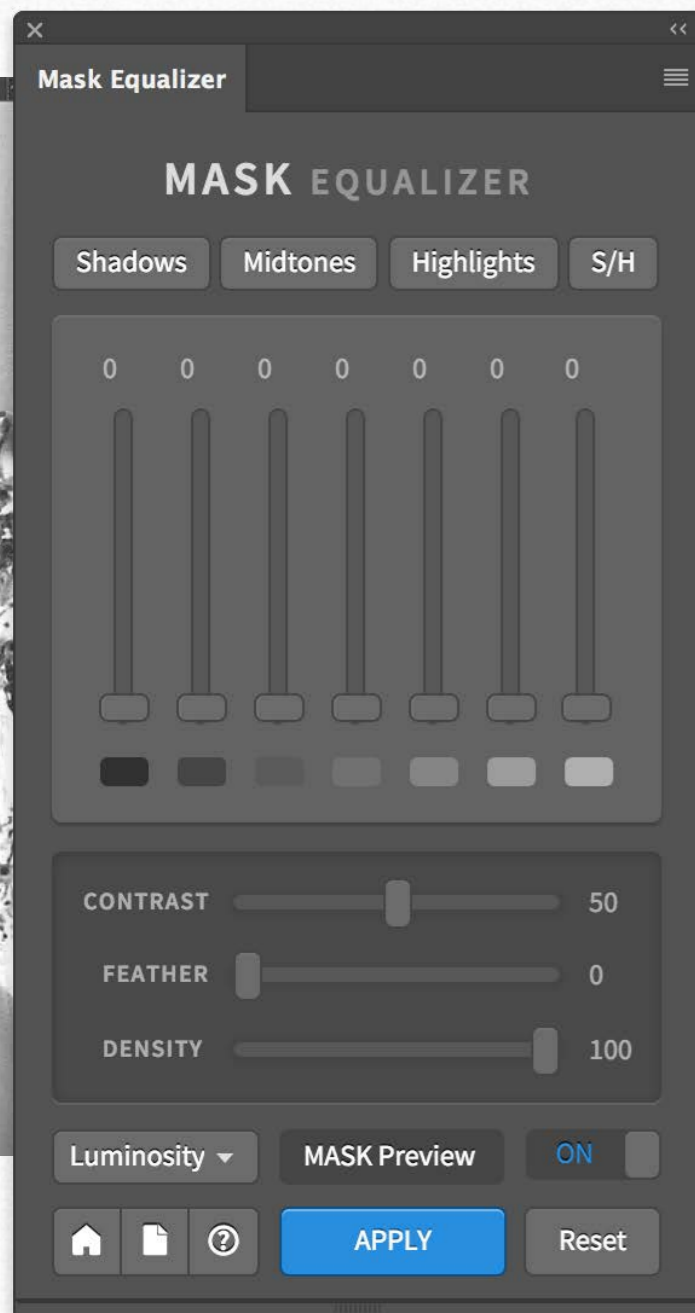 Mask Equalizer
MASK EQUALIZER
Shadows Midtones Highlights S/H
0 0 0 0 0 0 0
CONTRAST 50
FEATHER 0
DENSITY 100
Luminosity MASK Preview ON
? APPLY Reset